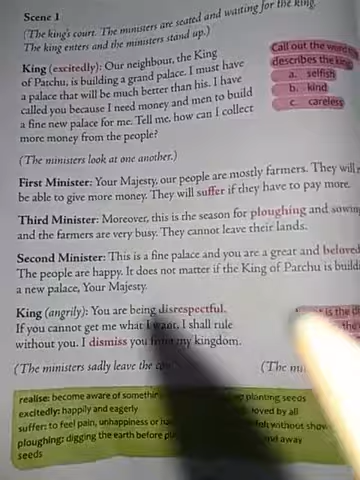 Scene 1
(The king's court. The ministers are seated and waiting for the king.
The king enters and the ministers stand up.)
King (excitedly): Our neighbour, the King
of Parchu, is building a grand palace. I must have
a palace that will be much better than his. I have
called you because I need money and men to build
a fine new palace for me. Tell me, how can I collect
more money from the people?
Call out the word
describes the king
a. selfish
b. kind
c. careless
(The ministers look at one another.)
First Minister: Your Majesty, our people are mostly farmers. They will
be able to give more money. They will suffer if they have to pay more.
Third Minister: Moreover, this is the season for ploughing and sowing
and the farmers are very busy. They cannot leave their lands.
Second Minister: This is a fine palace and you are a great and beloved
The people are happy. It does not matter if the King of Parchu is build
a new palace, Your Majesty.
King (angrily): You are being disrespectful.
If you cannot get me what I want, I shall rule
without you. I dismiss you from my kingdom.
is the
the
(The ministers sadly leave the
(The
realise: become aware of
excitedly: happily and eagerly
suffer: to feel pain, unhappiness or
ploughing: digging the earth before
seeds
planting seeds
loved by all
without
away